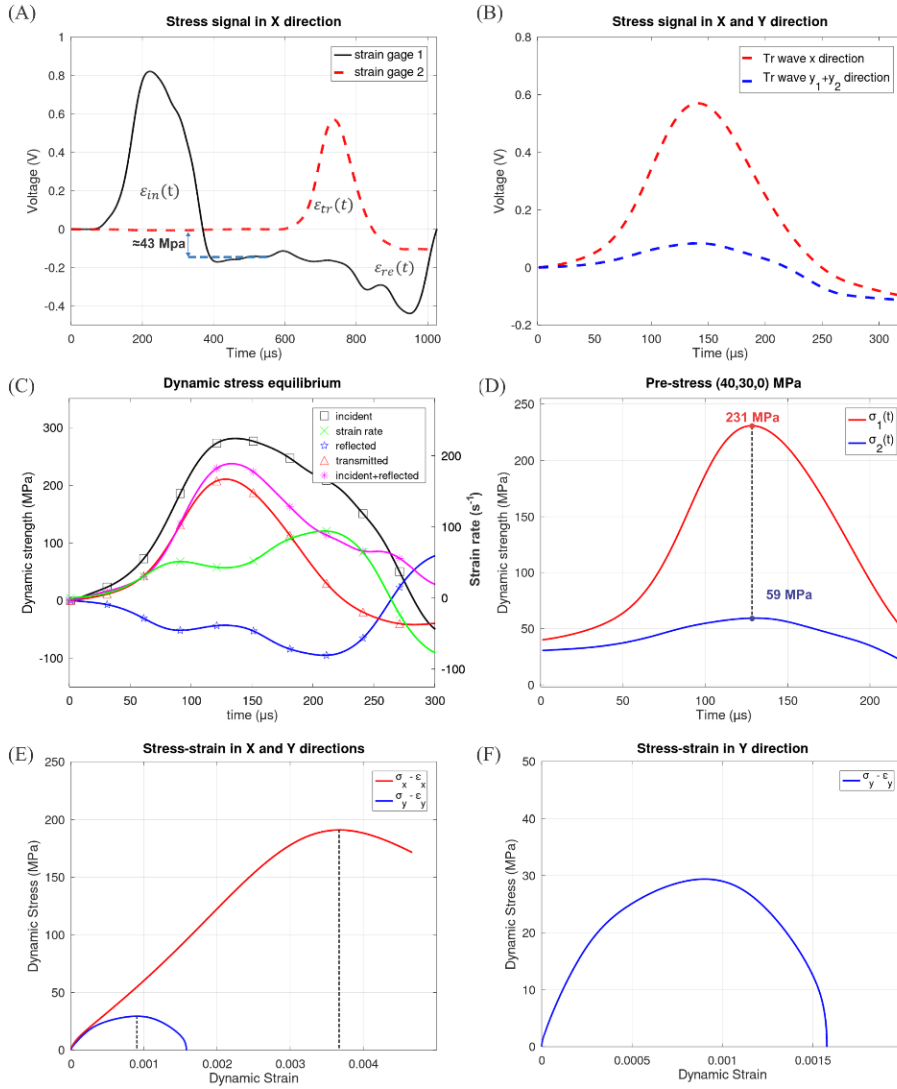 (A)
Stress signal in X direction
1
0.8
0.6
0.4
0.2
0
-0.2
-0.4
Voltage (V)
strain gage 1
strain gage 2
ε_in(t)
ε_tr(t)
≈43 Mpa
ε_re(t)
0
200
400
600
800
1000
Time (µs)
(B)
Stress signal in X and Y direction
0.8
0.6
0.4
0.2
0
-0.2
Voltage (V)
Tr wave x direction
Tr wave y_1+y_2 direction
0
50
100
150
200
250
300
Time (µs)
(C)
Dynamic stress equilibrium
300
200
100
0
-100
Dynamic strength (MPa)
incident
strain rate
reflected
transmitted
incident+reflected
200
100
0
-100
Strain rate (s⁻¹)
0
50
100
150
200
250
300
time (µs)
(D)
Pre-stress (40,30,0) MPa
250
200
150
100
50
0
Dynamic strength (MPa)
231 MPa
σ_1(t)
σ_2(t)
59 MPa
0
50
100
150
200
Time (µs)
(E)
Stress-strain in X and Y directions
250
200
150
100
50
0
Dynamic Stress (MPa)
σ_x - ε_x
σ_y - ε_y
0
0.001
0.002
0.003
0.004
Dynamic Strain
(F)
Stress-strain in Y direction
50
40
30
20
10
0
Dynamic Stress (MPa)
σ_y - ε_y
0
0.0005
0.001
0.0015
Dynamic Strain